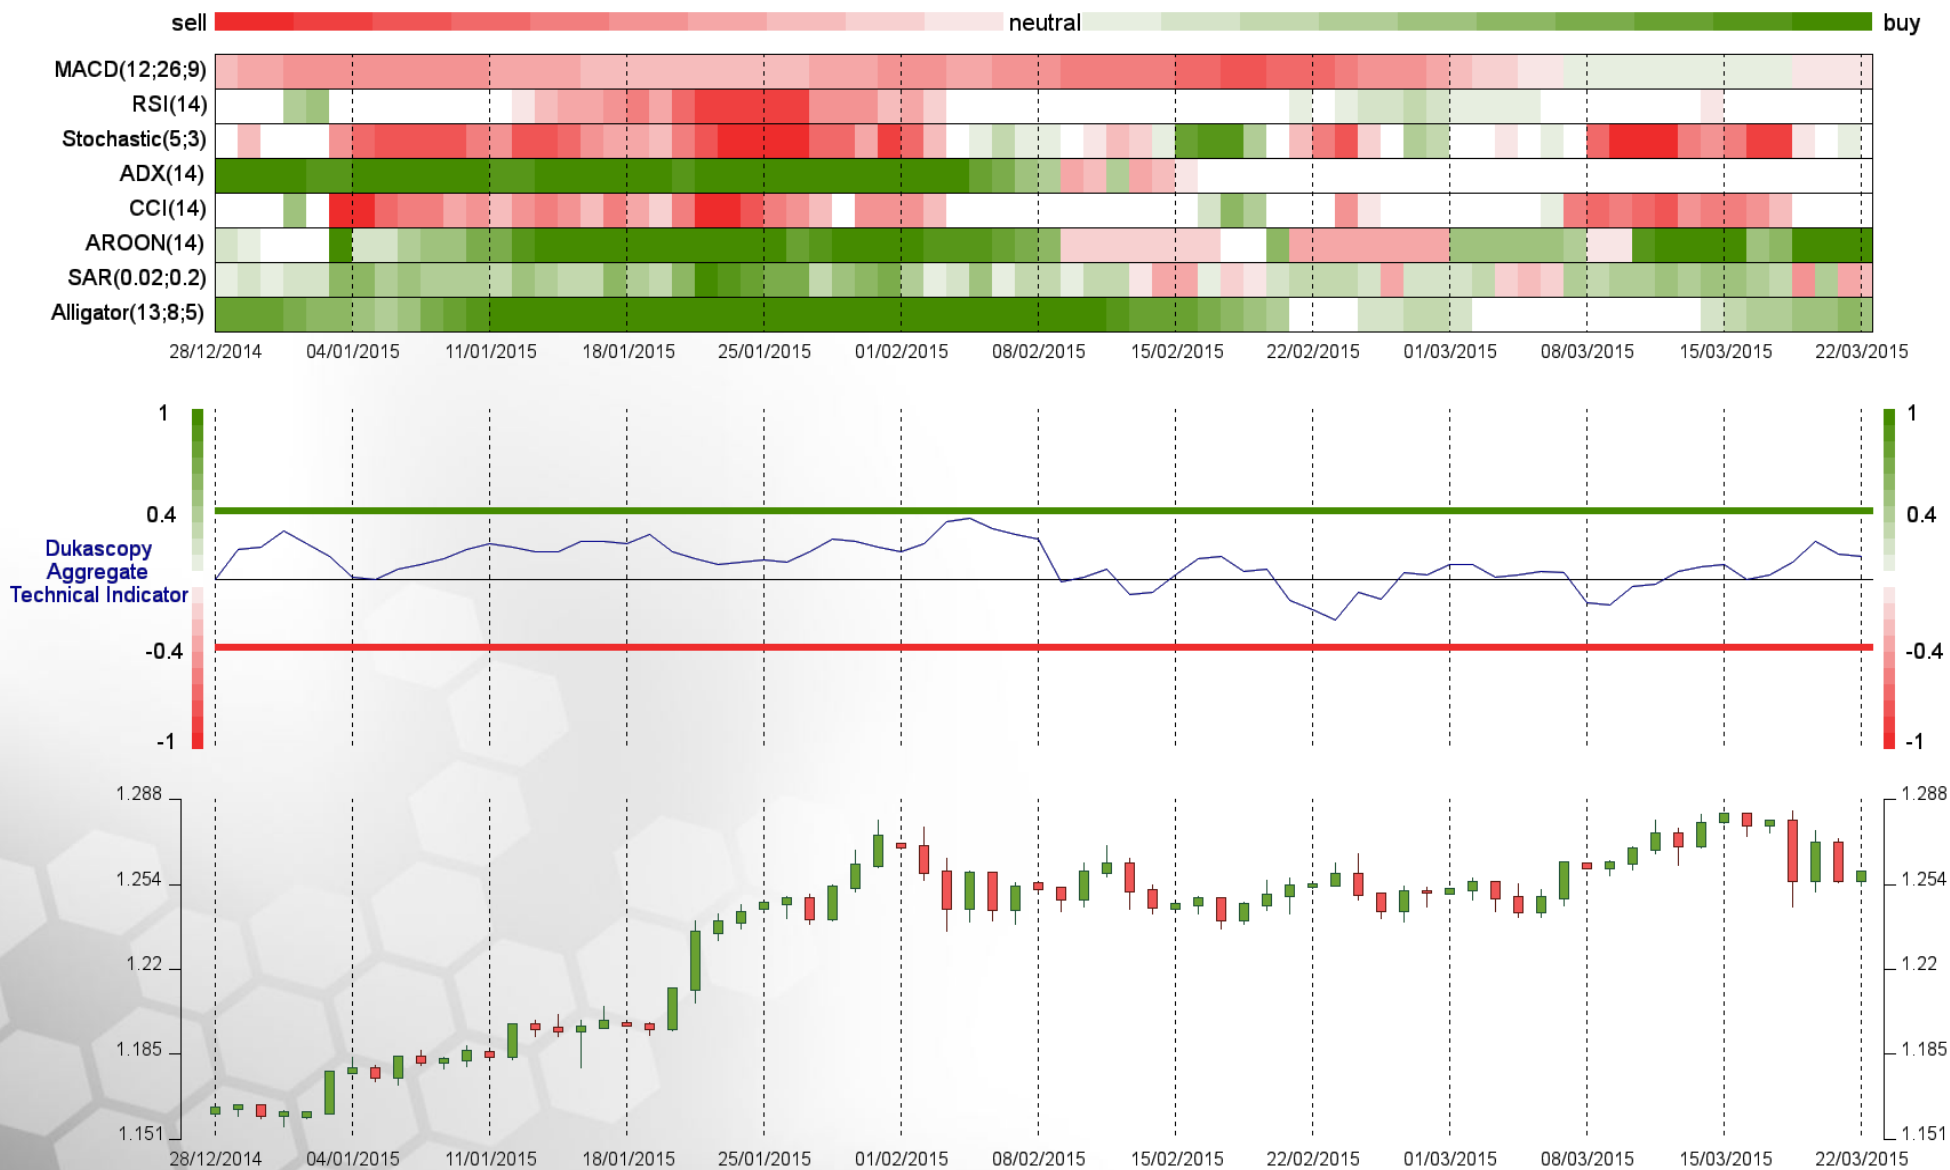 sell neutral buy
MACD(12;26;9)
RSI(14)
Stochastic(5;3)
ADX(14)
CCI(14)
AROON(14)
SAR(0.02;0.2)
Alligator(13;8;5)
28/12/2014 04/01/2015 11/01/2015 18/01/2015 25/01/2015 01/02/2015 08/02/2015 15/02/2015 22/02/2015 01/03/2015 08/03/2015 15/03/2015 22/03/2015
1 1
0.4 0.4
Dukascopy
Aggregate
Technical Indicator
-0.4 -0.4
-1 -1
1.288 1.288
1.254 1.254
1.22 1.22
1.185 1.185
1.151 1.151
28/12/2014 04/01/2015 11/01/2015 18/01/2015 25/01/2015 01/02/2015 08/02/2015 15/02/2015 22/02/2015 01/03/2015 08/03/2015 15/03/2015 22/03/2015